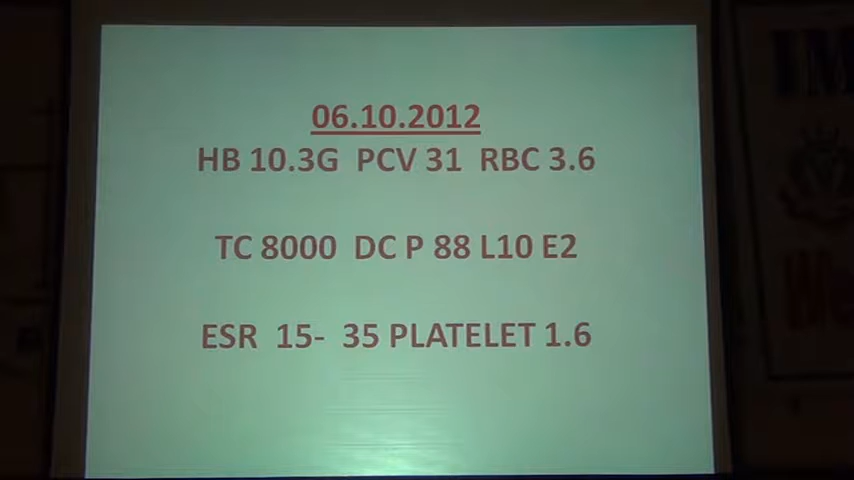 06.10.2012
HB 10.3G PCV 31 RBC 3.6
TC 8000 DC P 88 L10 E2
ESR 15- 35 PLATELET 1.6
IM